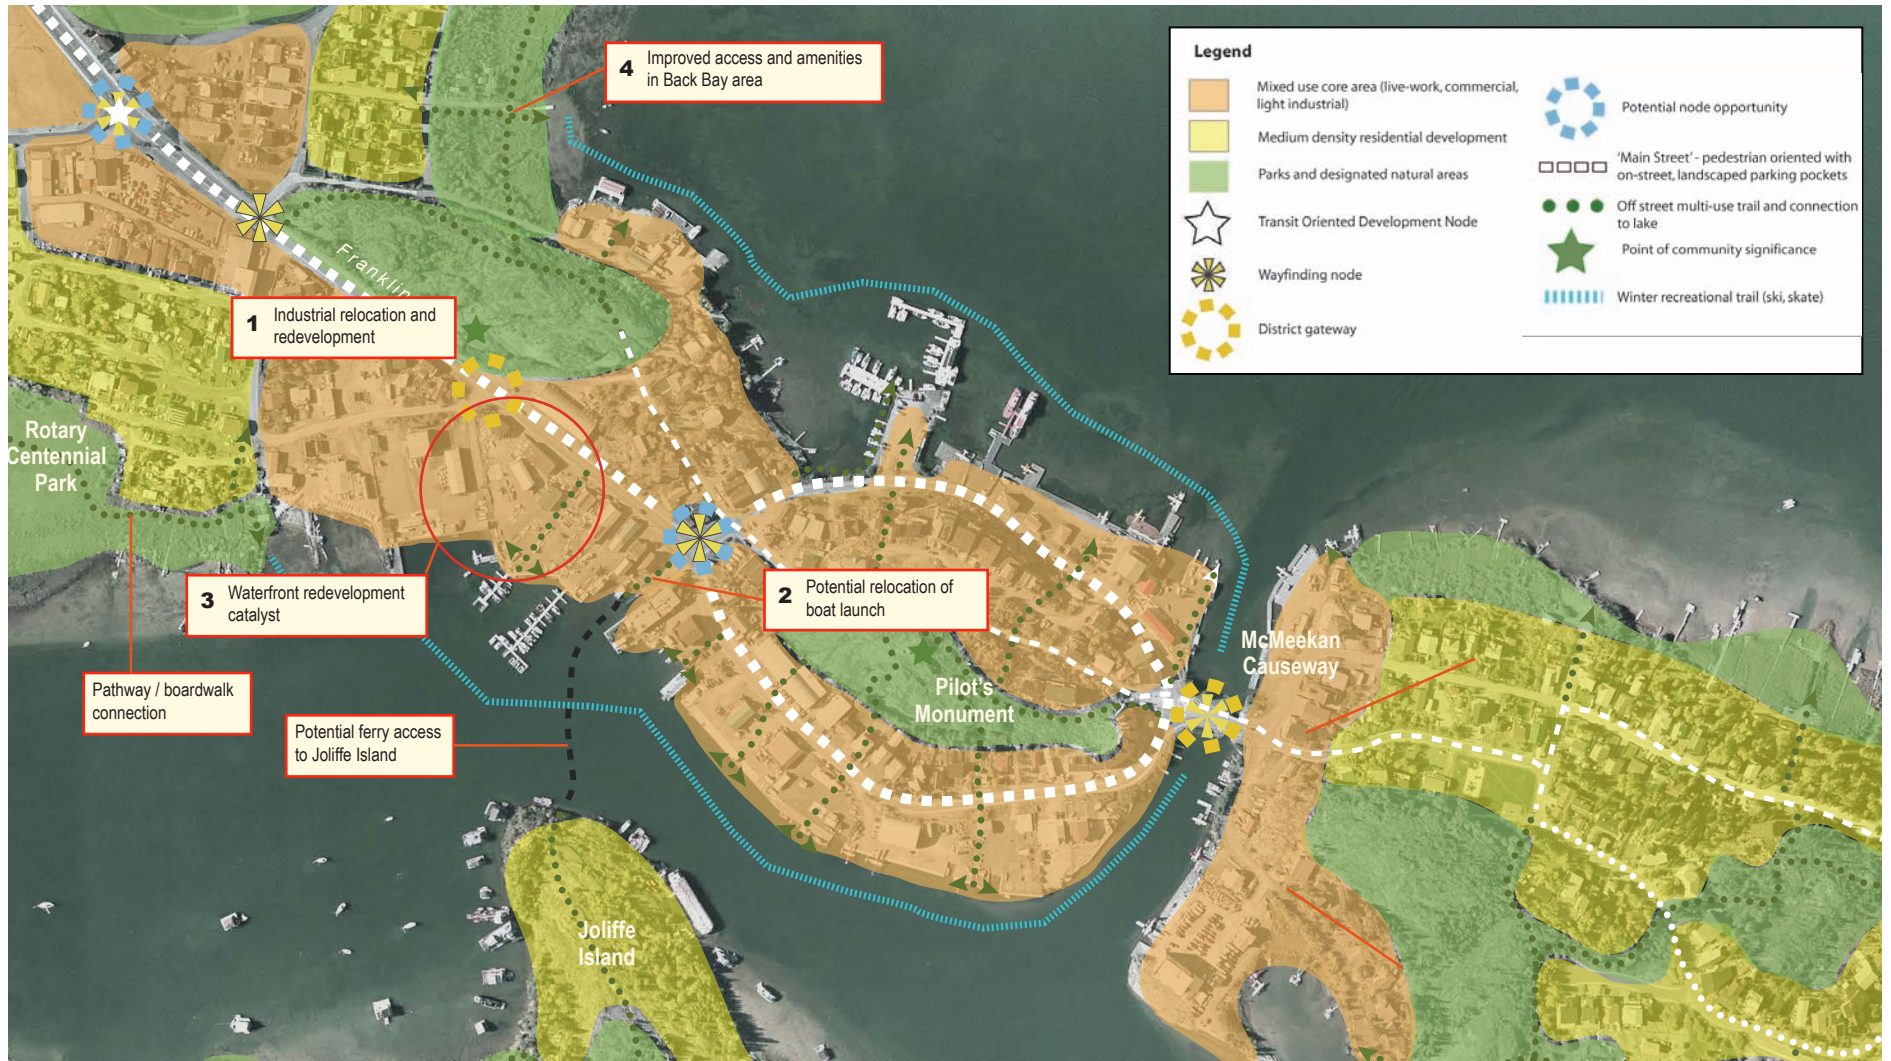 4
Improved access and amenities
in Back Bay area
Legend
Mixed use core area (live-work, commercial,
light industrial)
Medium density residential development
Parks and designated natural areas
Transit Oriented Development Node
Wayfinding node
District gateway
Potential node opportunity
'Main Street' - pedestrian oriented with
on-street, landscaped parking pockets
Off street multi-use trail and connection
to lake
Point of community significance
Winter recreational trail (ski, skate)
Franklin
1
Industrial relocation and
redevelopment
Rotary
Centennial
Park
3
Waterfront redevelopment
catalyst
2
Potential relocation of
boat launch
McMeekan
Causeway
Pilot's
Monument
Pathway / boardwalk
connection
Potential ferry access
to Joliffe Island
Joliffe
Island